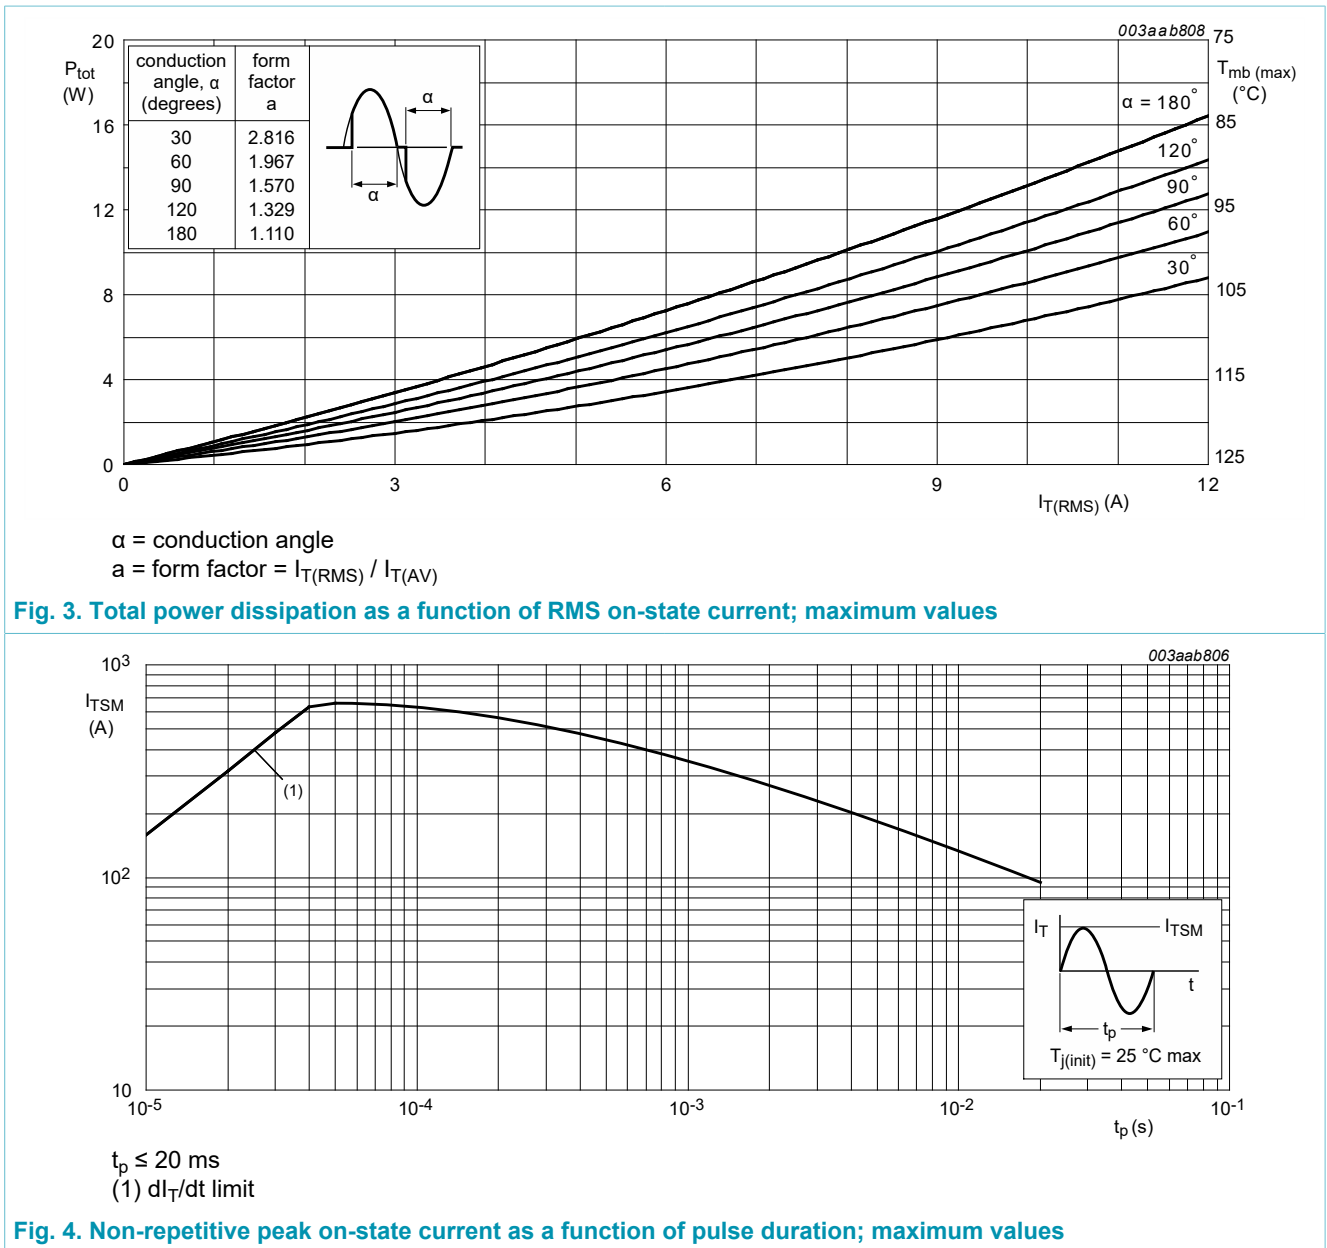 003aab808
20
75
Ptot
(W)
Tmb (max)
(°C)
conduction
angle, α
(degrees)
form
factor
a
30 2.816
60 1.967
90 1.570
120 1.329
180 1.110
α
α
16
12
8
4
0
85
95
105
115
125
α = 180°
120°
90°
60°
30°
0 3 6 9 12
IT(RMS) (A)
α = conduction angle
a = form factor = IT(RMS) / IT(AV)
Fig. 3. Total power dissipation as a function of RMS on-state current; maximum values
003aab806
10³
ITSM
(A)
(1)
10²
10
IT
ITSM
t
tp
Tj(init) = 25 °C max
10-5 10-4 10-3 10-2 10-1
tp (s)
tp ≤ 20 ms
(1) dIT/dt limit
Fig. 4. Non-repetitive peak on-state current as a function of pulse duration; maximum values